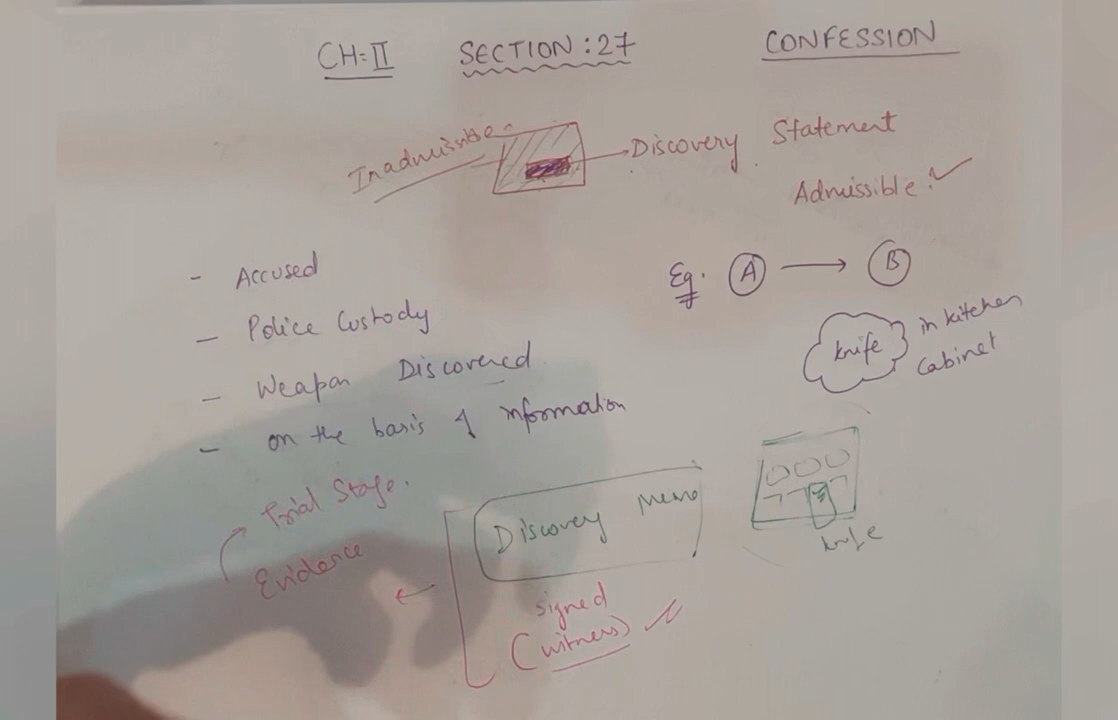 CH:II SECTION:27 CONFESSION
Inadmissible
Discovery Statement
Admissible.
- Accused
- Police Custody
- Weapon Discovered
- on the basis of information
Eg. A → B
knife in kitchen
cabinet
knife
Discovery Memo
signed
(witness)
Trial Stage.
Evidence